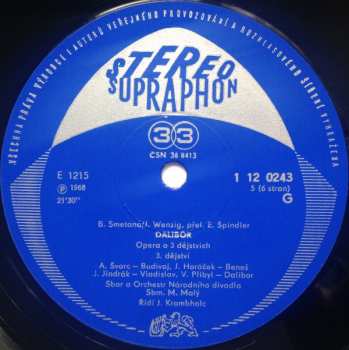 VŠECHNA PRÁVA VÝROBCE I AUTORŮ VEŘEJNÉHO PROVOZOVÁNÍ A ROZHLASOVÉHO ŠÍŘENÍ VYHRAZENA
STEREO
SUPRAPHON
33
ČSN 36 8413
E 1215
Ⓟ 1968
21'30"
1 12 0243
5 (6 stran)
G
B. Smetana/J. Wenzig, přel. E. Špindler
DALIBOR
Opera o 3 dějstvích
3. dějství
A. Švorc – Budivoj, J. Horáček – Beneš
J. Jindrák – Vladislav, V. Přibyl – Dalibor
Sbor a Orchestr Národního divadla
Sbm. M. Malý
Řídí J. Krombholc